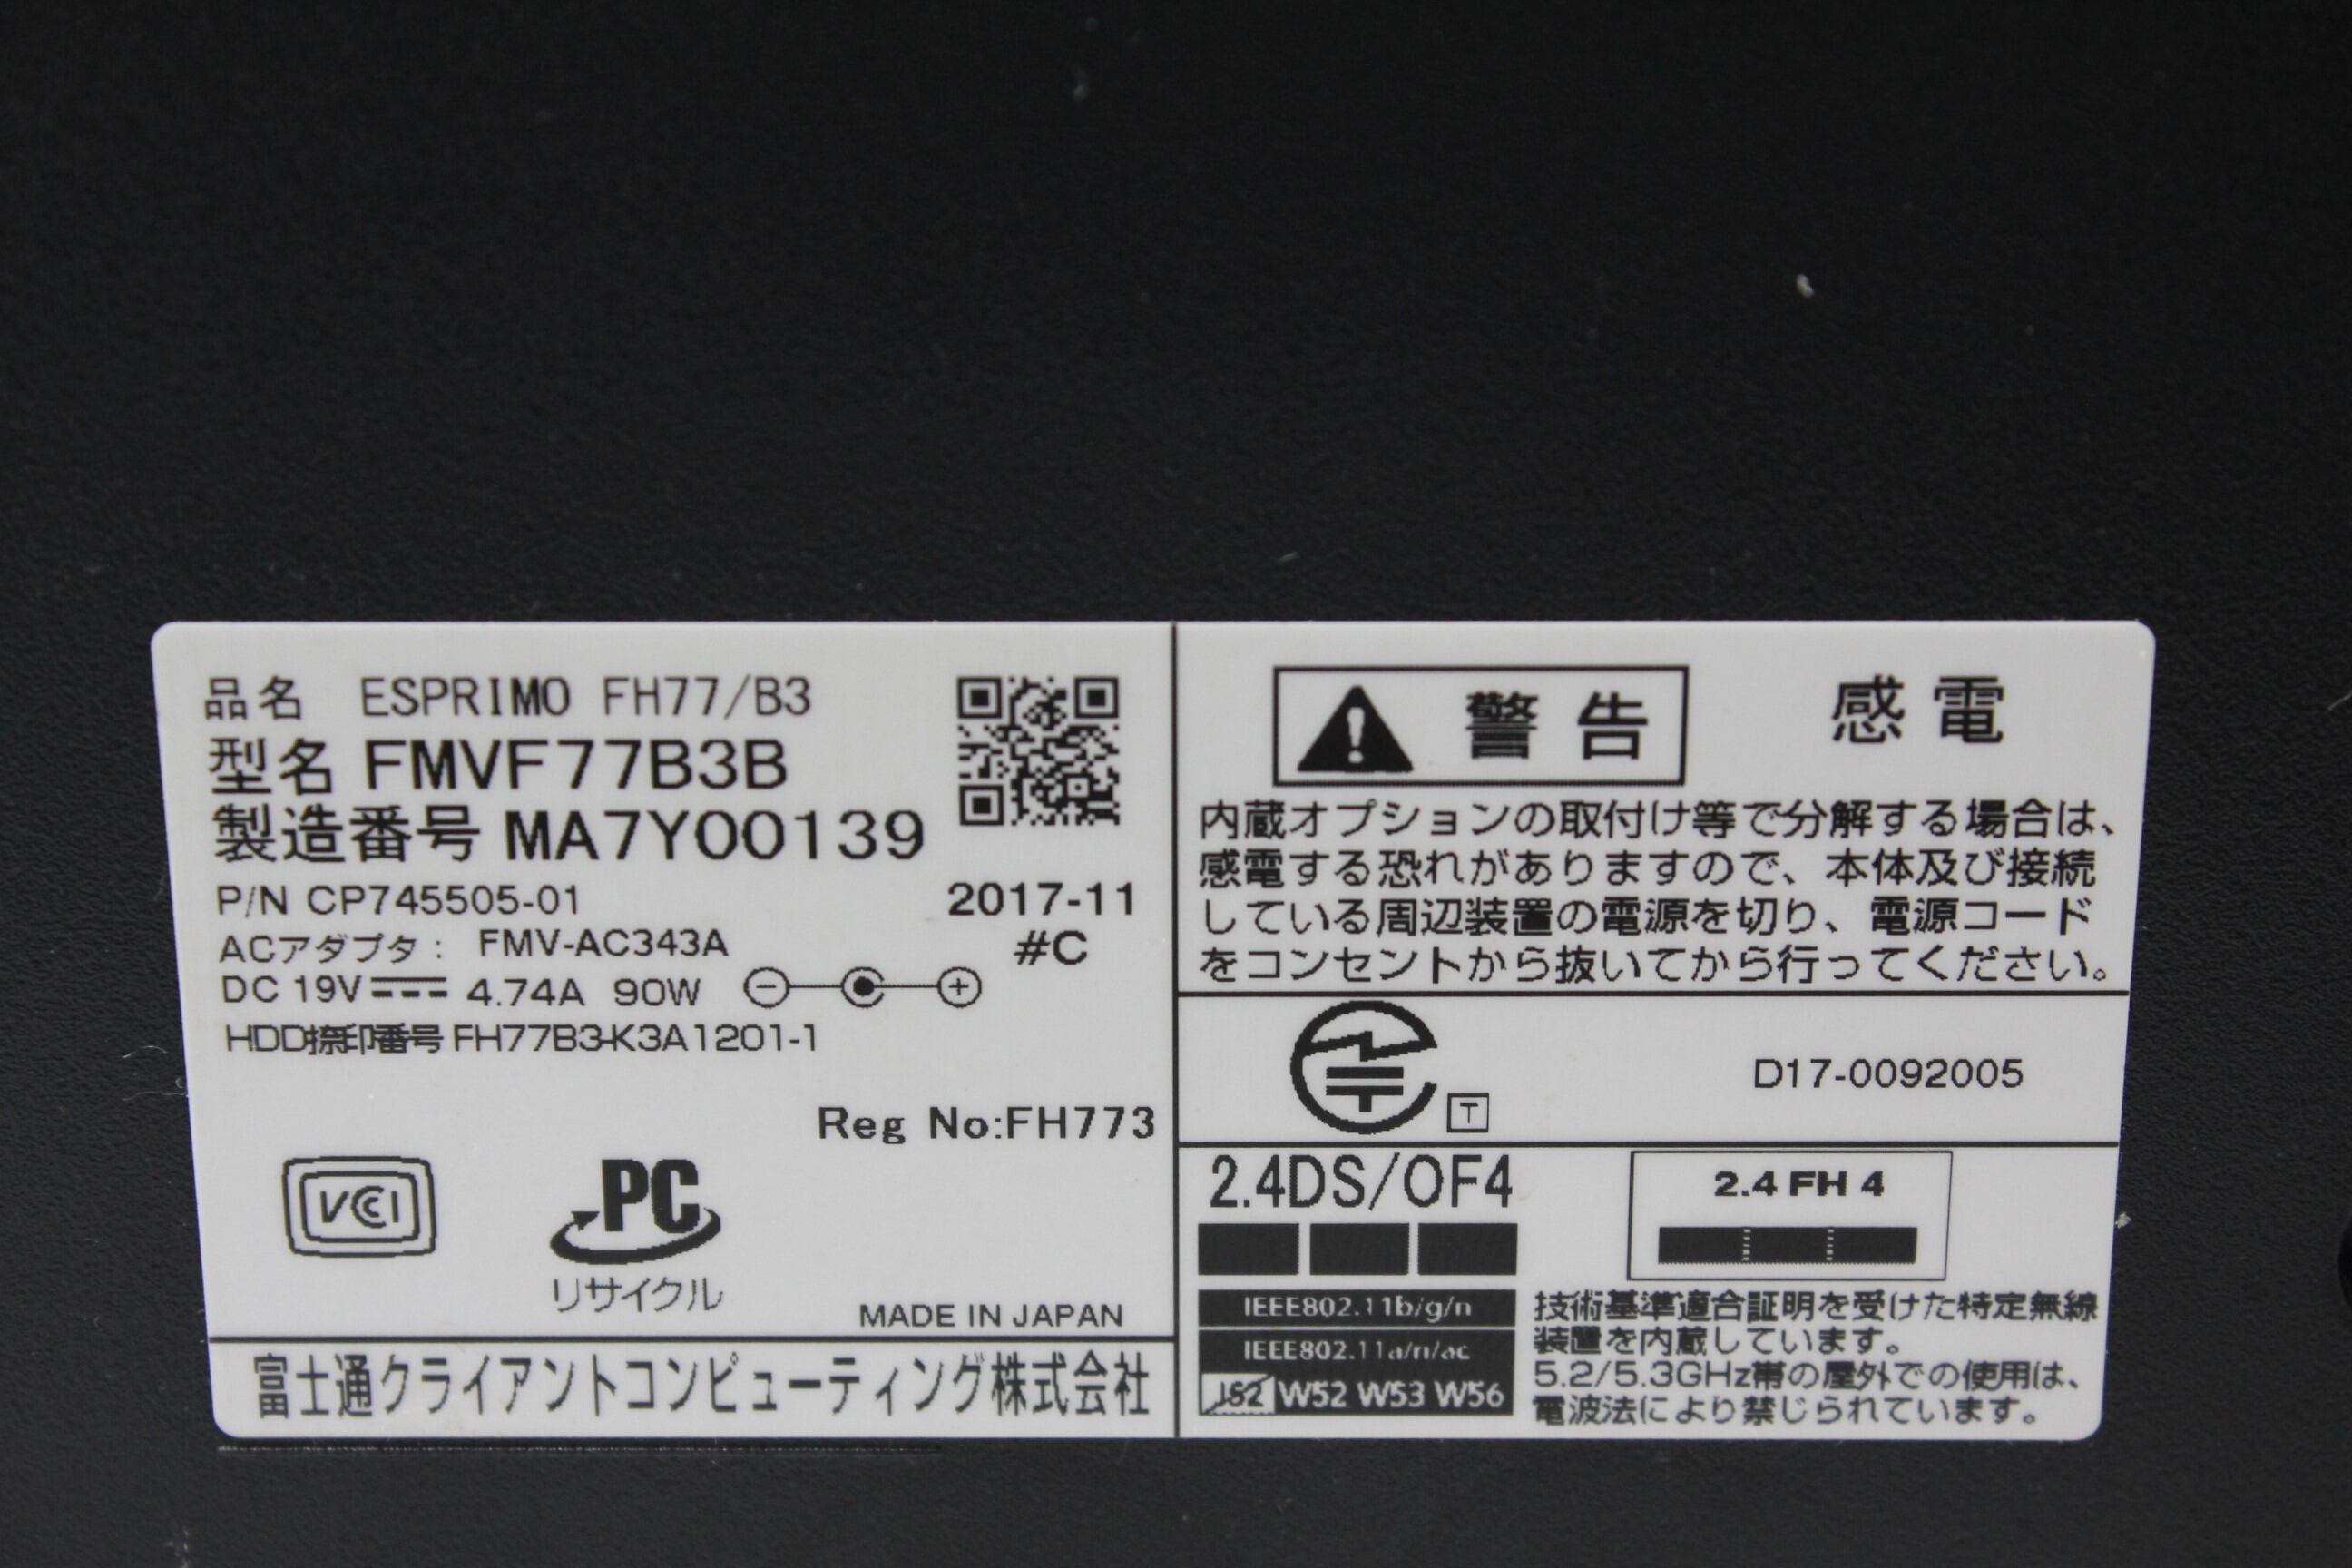 品名 ESPRIMO FH77/B3
型名 FMVF77B3B
製造番号 MA7Y00139
P/N CP745505-01
2017-11
ACアダプタ: FMV-AC343A
#C
DC 19V 4.74A 90W
HDD捺印番号 FH77B3-K3A1201-1
Reg No:FH773
VCCI
PC
リサイクル
MADE IN JAPAN
富士通クライアントコンピューティング株式会社
警告 感電
内蔵オプションの取付け等で分解する場合は、
感電する恐れがありますので、本体及び接続
している周辺装置の電源を切り、電源コード
をコンセントから抜いてから行ってください。
T
D17-0092005
2.4DS/OF4
2.4 FH 4
IEEE802.11b/g/n
IEEE802.11a/n/ac
J52 W52 W53 W56
技術基準適合証明を受けた特定無線
装置を内蔵しています。
5.2/5.3GHz帯の屋外での使用は、
電波法により禁じられています。